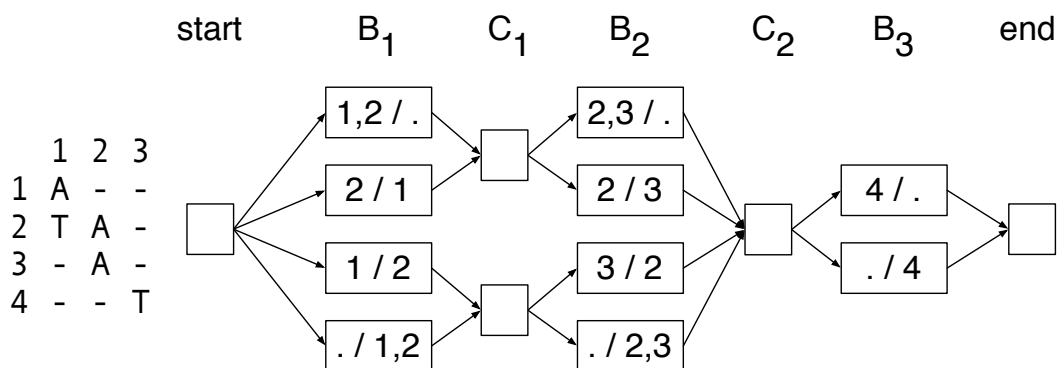 start B₁ C₁ B₂ C₂ B₃ end
1,2 / . 2,3 / .
1 2 3
1 A - -
2 T A -
3 - A -
4 - - T
2 / 1 2 / 3 4 / .
1 / 2 3 / 2 . / 4
. / 1,2 . / 2,3